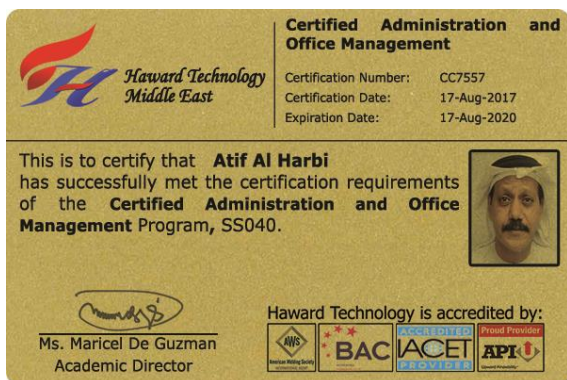 Haward Technology
Middle East
Certified Administration and
Office Management
Certification Number: CC7557
Certification Date: 17-Aug-2017
Expiration Date: 17-Aug-2020
This is to certify that Atif Al Harbi
has successfully met the certification requirements
of the Certified Administration and Office
Management Program, SS040.
Ms. Maricel De Guzman
Academic Director
Haward Technology is accredited by:
AWS
American Welding Society
BAC
ACCREDITED
IACET
PROVIDER
Proud Provider
API